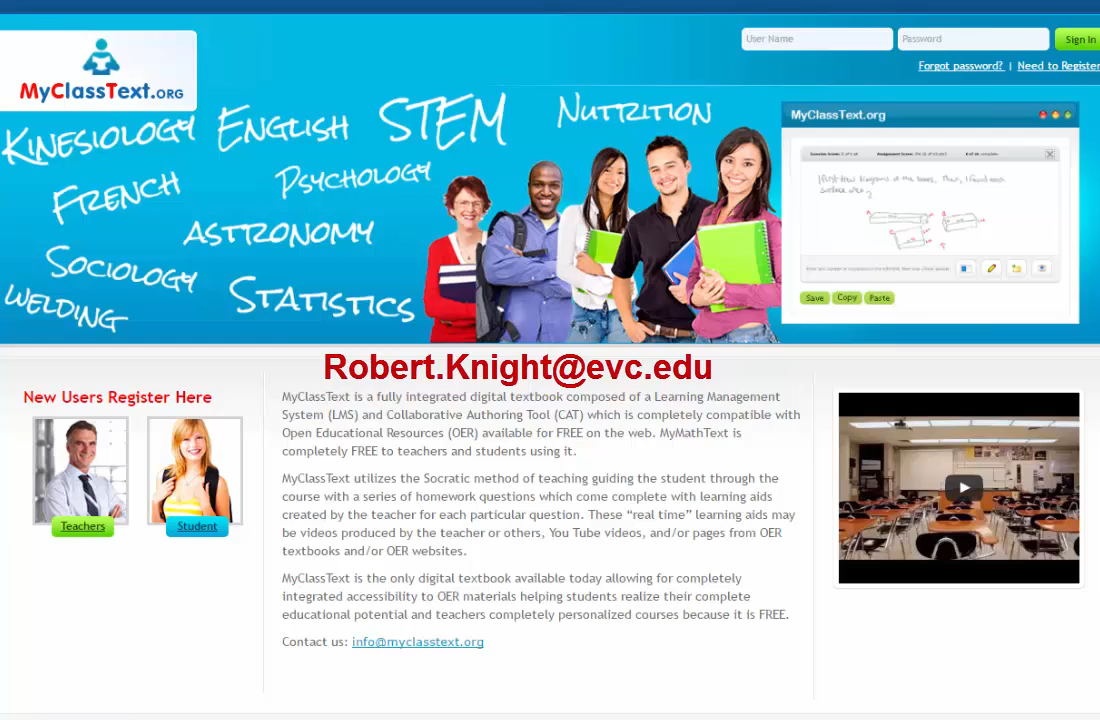 User Name
Password
Sign In
Forgot password? | Need to Register
MyClassText.ORG
KINESIOLOGY
ENGLISH
STEM
NUTRITION
FRENCH
PSYCHOLOGY
ASTRONOMY
SOCIOLOGY
STATISTICS
WELDING
MyClassText.org
Save
Copy
Paste
Robert.Knight@evc.edu
New Users Register Here
Teachers
Student
MyClassText is a fully integrated digital textbook composed of a Learning Management
System (LMS) and Collaborative Authoring Tool (CAT) which is completely compatible with
Open Educational Resources (OER) available for FREE on the web. MyMathText is
completely FREE to teachers and students using it.
MyClassText utilizes the Socratic method of teaching guiding the student through the
course with a series of homework questions which come complete with learning aids
created by the teacher for each particular question. These “real time” learning aids may
be videos produced by the teacher or others, You Tube videos, and/or pages from OER
textbooks and/or OER websites.
MyClassText is the only digital textbook available today allowing for completely
integrated accessibility to OER materials helping students realize their complete
educational potential and teachers completely personalized courses because it is FREE.
Contact us: info@myclasstext.org